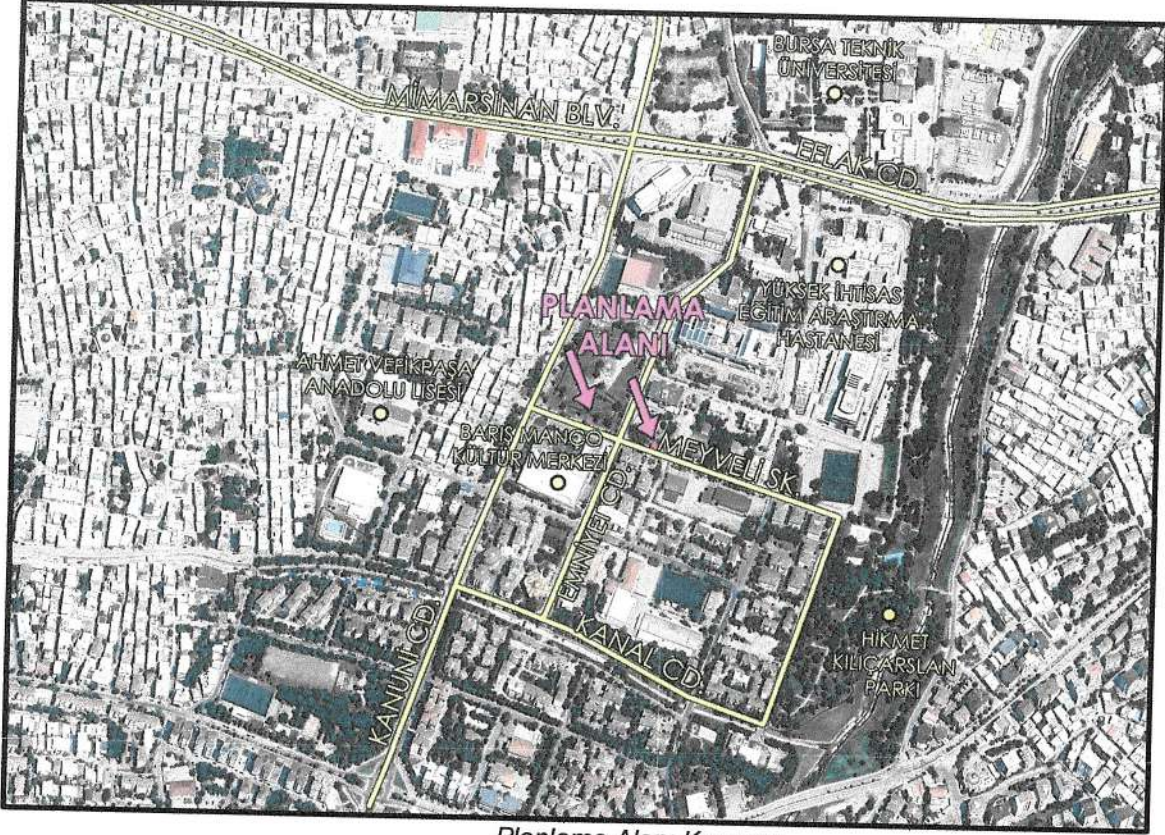 BURSA TEKNİK
ÜNİVERSİTESİ
MİMARSİNAN BLV.
EFLAK CD.
YÜKSEK İHTİSAS
EĞİTİM ARAŞTIRMA
HASTANESİ
PLANLAMA
ALANI
AHMET VEFİKPAŞA
ANADOLU LİSESİ
BARIŞ MANÇO
KÜLTÜR MERKEZİ
MEYVELİ SK.
EMNİYET CD.
KANAL CD.
KANUNİ CD.
HİKMET
KILIÇARSLAN
PARKI
Planlama Alanı